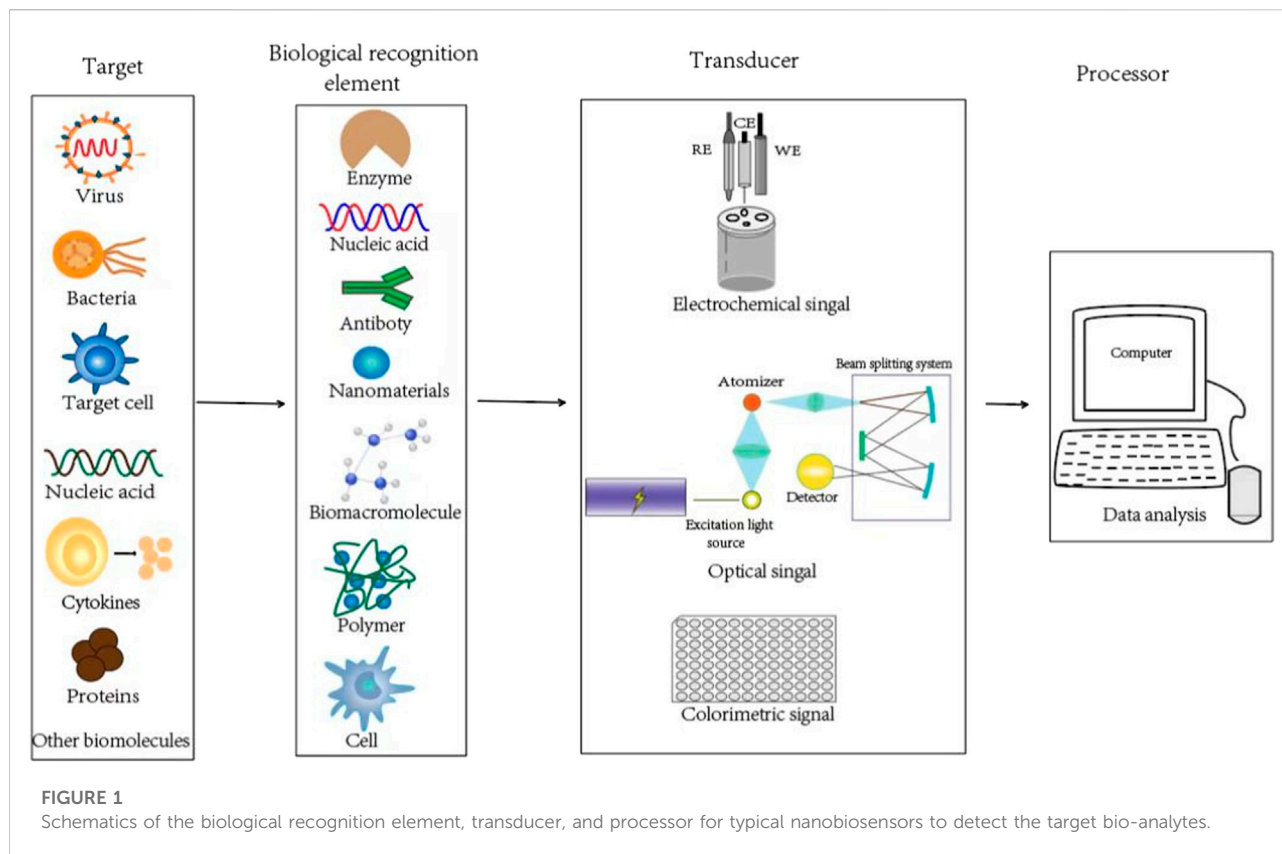 Target
Virus
Bacteria
Target cell
Nucleic acid
Cytokines
Proteins
Other biomolecules
Biological recognition
element
Enzyme
Nucleic acid
Antiboty
Nanomaterials
Biomacromolecule
Polymer
Cell
Transducer
CE
RE
WE
Electrochemical singal
Beam splitting system
Atomizer
Detector
Excitation light
source
Optical singal
Colorimetric signal
Processor
Computer
Data analysis
FIGURE 1
Schematics of the biological recognition element, transducer, and processor for typical nanobiosensors to detect the target bio-analytes.